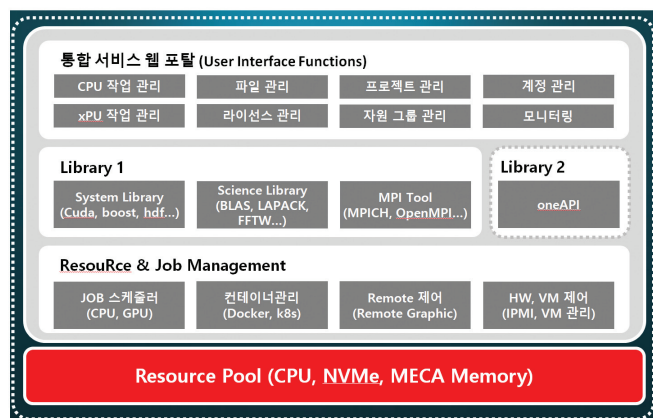 통합 서비스 웹 포탈 (User Interface Functions)
CPU 작업 관리
파일 관리
프로젝트 관리
계정 관리
xPU 작업 관리
라이선스 관리
자원 그룹 관리
모니터링
Library 1
System Library
(Cuda, boost, hdf...)
Science Library
(BLAS, LAPACK,
FFTW...)
MPI Tool
(MPICH, OpenMPI...)
Library 2
oneAPI
ResouRce & Job Management
JOB 스케줄러
(CPU, GPU)
컨테이너관리
(Docker, k8s)
Remote 제어
(Remote Graphic)
HW, VM 제어
(IPMI, VM 관리)
Resource Pool (CPU, NVMe, MECA Memory)